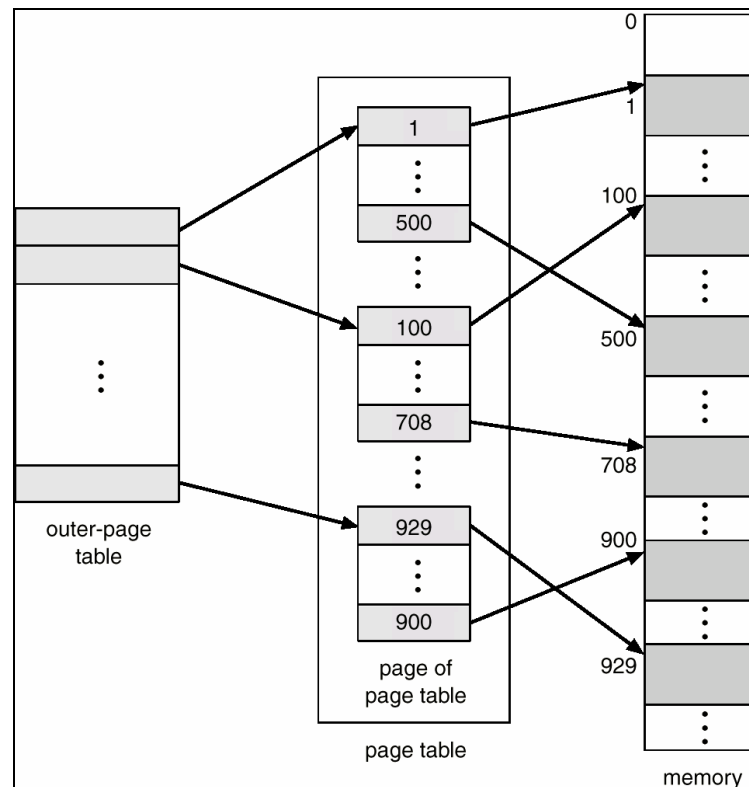 outer-page
table
1
500
100
708
929
900
page of
page table
page table
0
1
100
500
708
900
929
memory